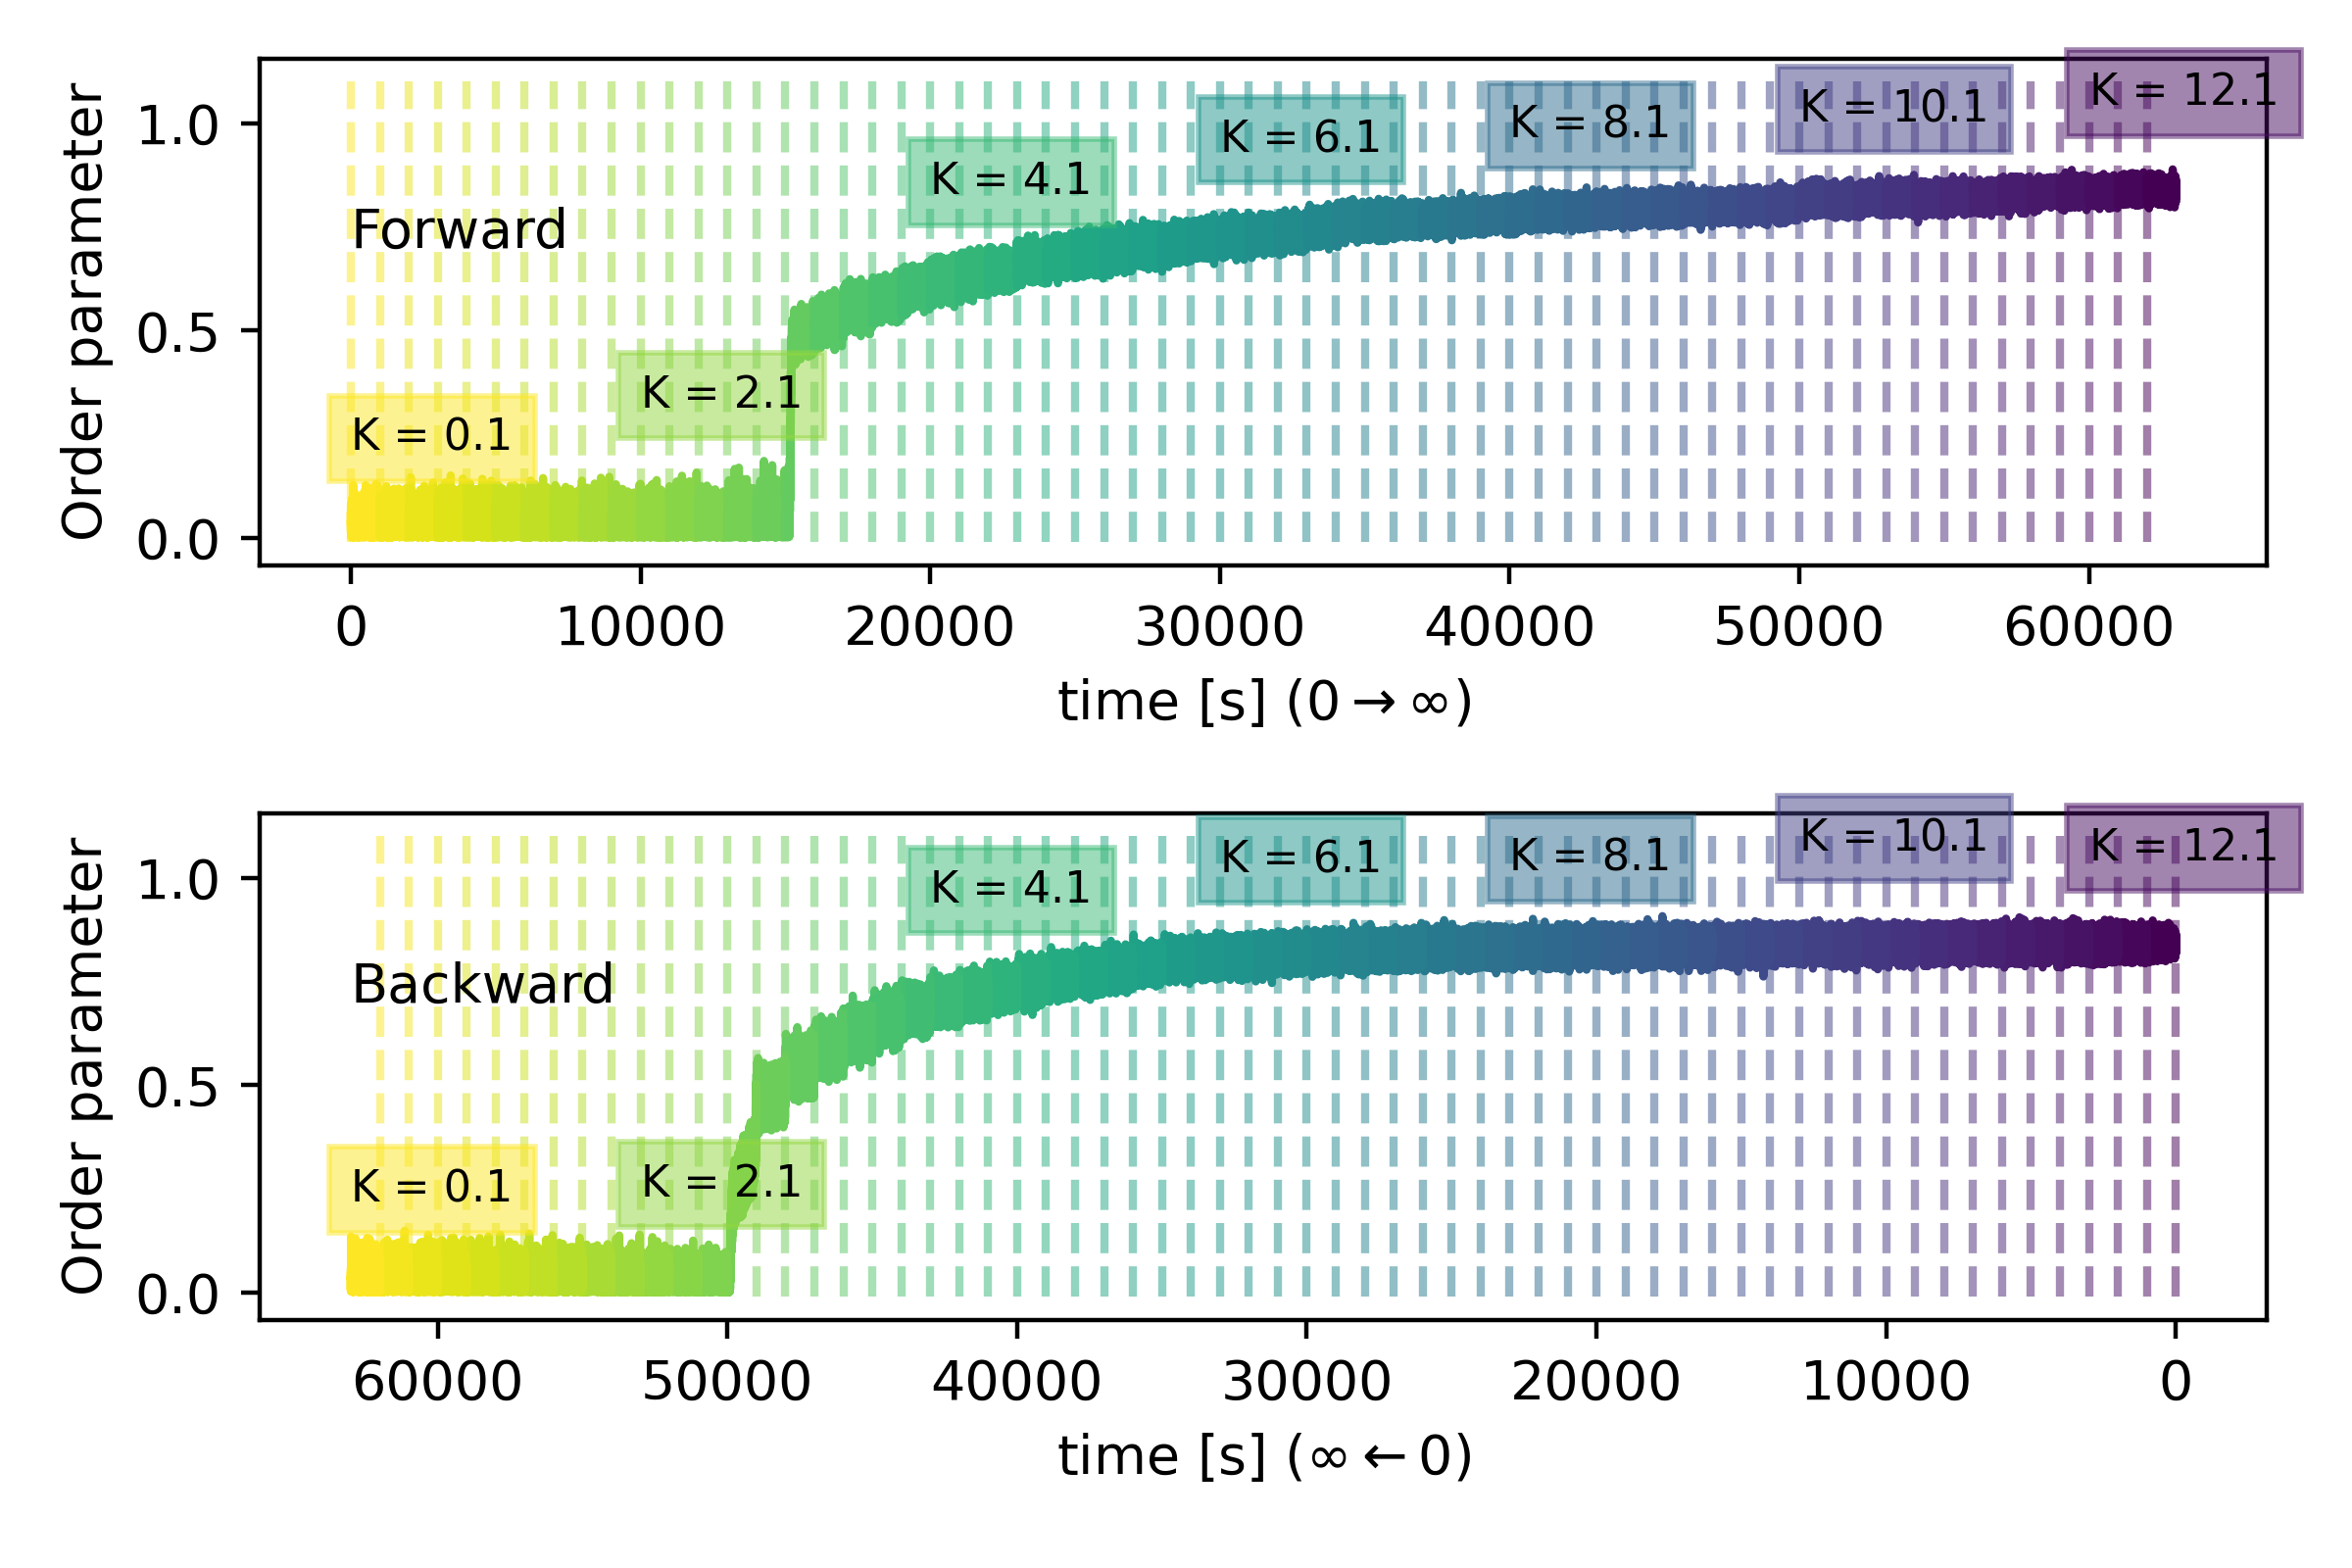 Order parameter
1.0
0.5
0.0
Forward
K = 0.1
K = 2.1
K = 4.1
K = 6.1
K = 8.1
K = 10.1
K = 12.1
0 10000 20000 30000 40000 50000 60000
time [s] (0 → ∞)
Order parameter
1.0
0.5
0.0
Backward
K = 0.1
K = 2.1
K = 4.1
K = 6.1
K = 8.1
K = 10.1
K = 12.1
60000 50000 40000 30000 20000 10000 0
time [s] (∞ ← 0)